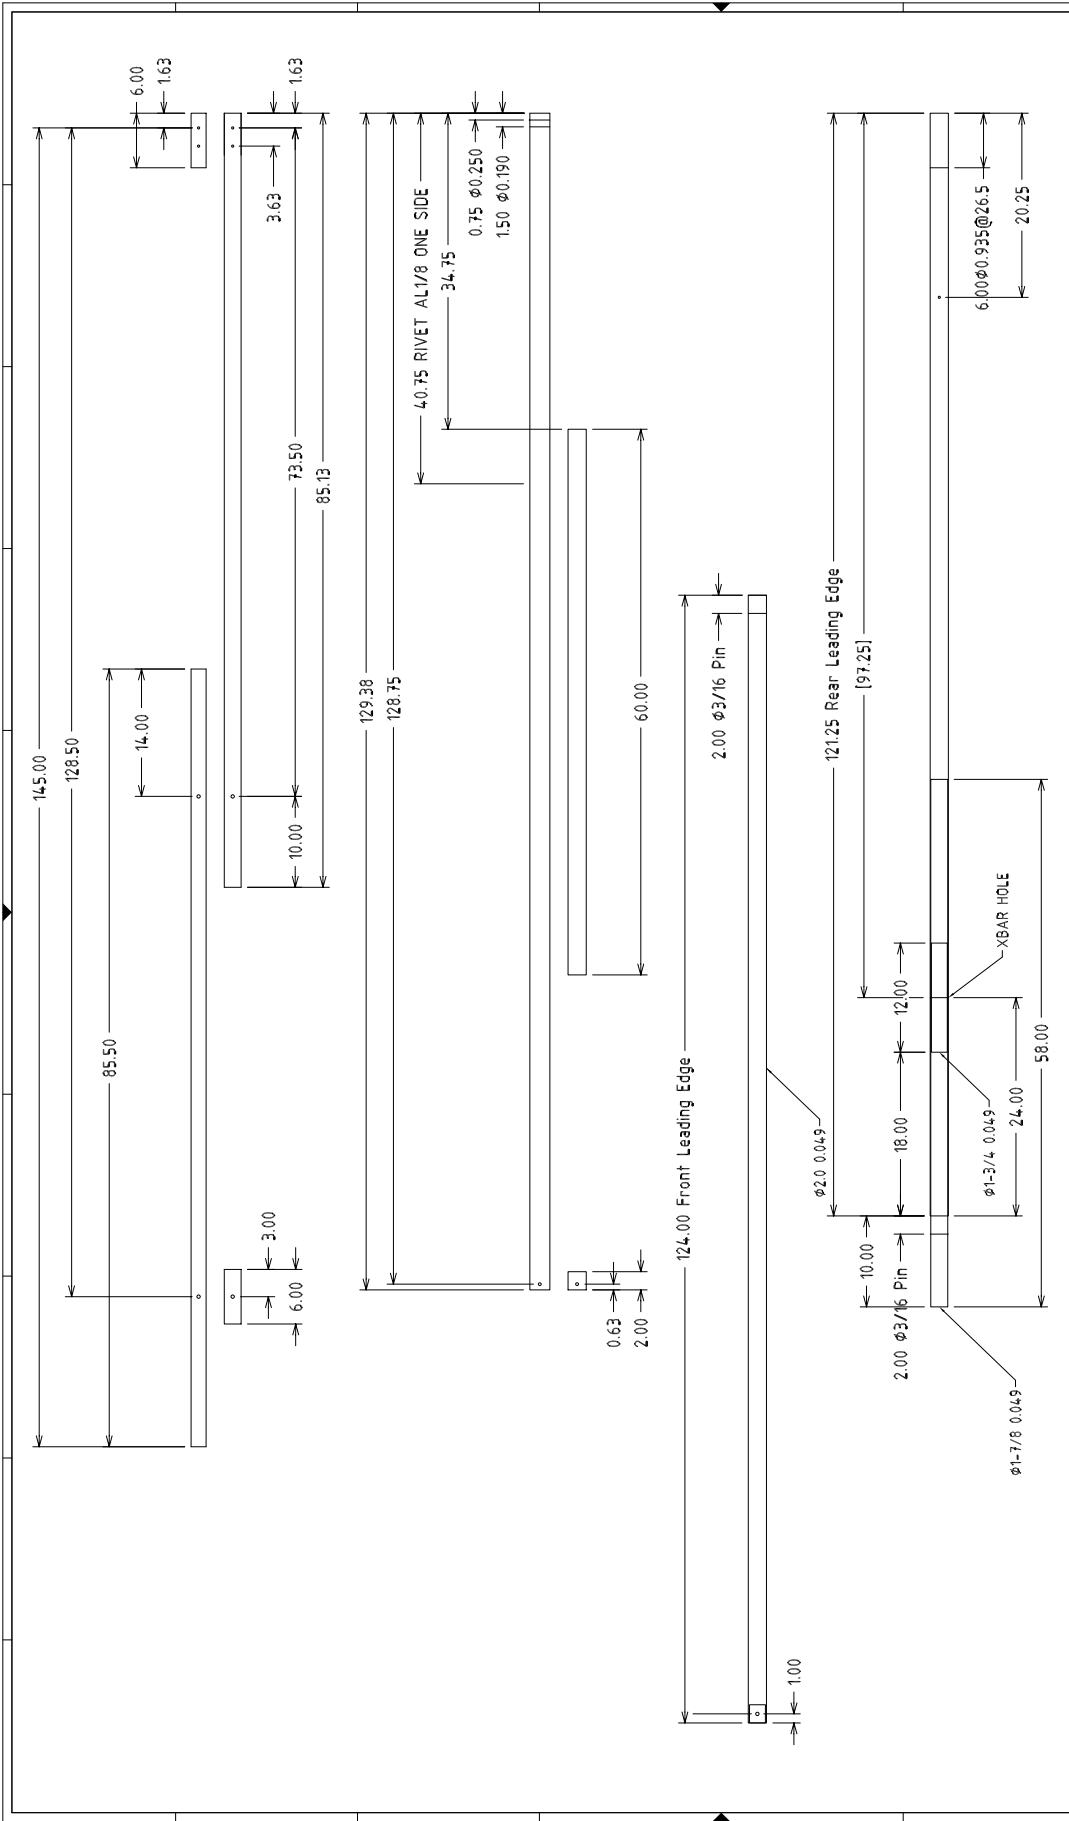 6.00
1.63
1.63
145.00
128.50
3.63
73.50
85.13
14.00
10.00
85.50
3.00
6.00
0.75 Φ0.250
1.50 Φ0.190
40.75 RIVET AL1/8 ONE SIDE
34.75
129.38
128.75
60.00
0.63
2.00
2.00 Φ3/16 Pin
124.00 Front Leading Edge
Φ2.0 0.049
1.00
6.00Φ0.935@26.5
20.25
121.25 Rear Leading Edge
[97.25]
XBAR HOLE
12.00
58.00
18.00
24.00
Φ1-3/4 0.049
10.00
2.00 Φ3/16 Pin
Φ1-7/8 0.049